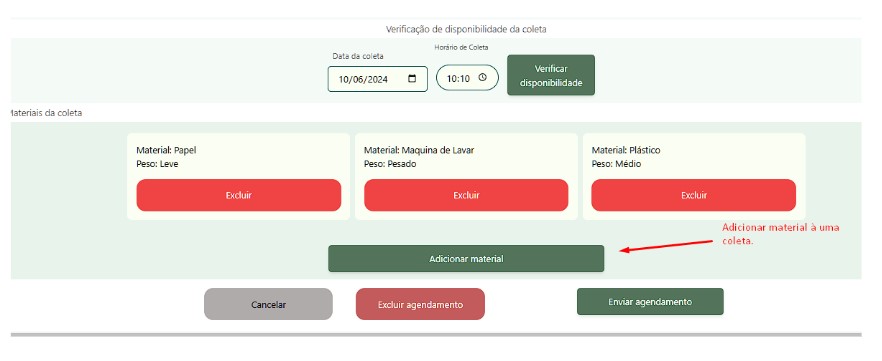 Verificação de disponibilidade da coleta
Data da coleta
Horário de Coleta
10/06/2024
10:10
Verificar
disponibilidade
Materiais da coleta
Material: Papel
Peso: Leve
Excluir
Material: Maquina de Lavar
Peso: Pesado
Excluir
Material: Plástico
Peso: Médio
Excluir
Adicionar material à uma
coleta.
Adicionar material
Cancelar
Excluir agendamento
Enviar agendamento